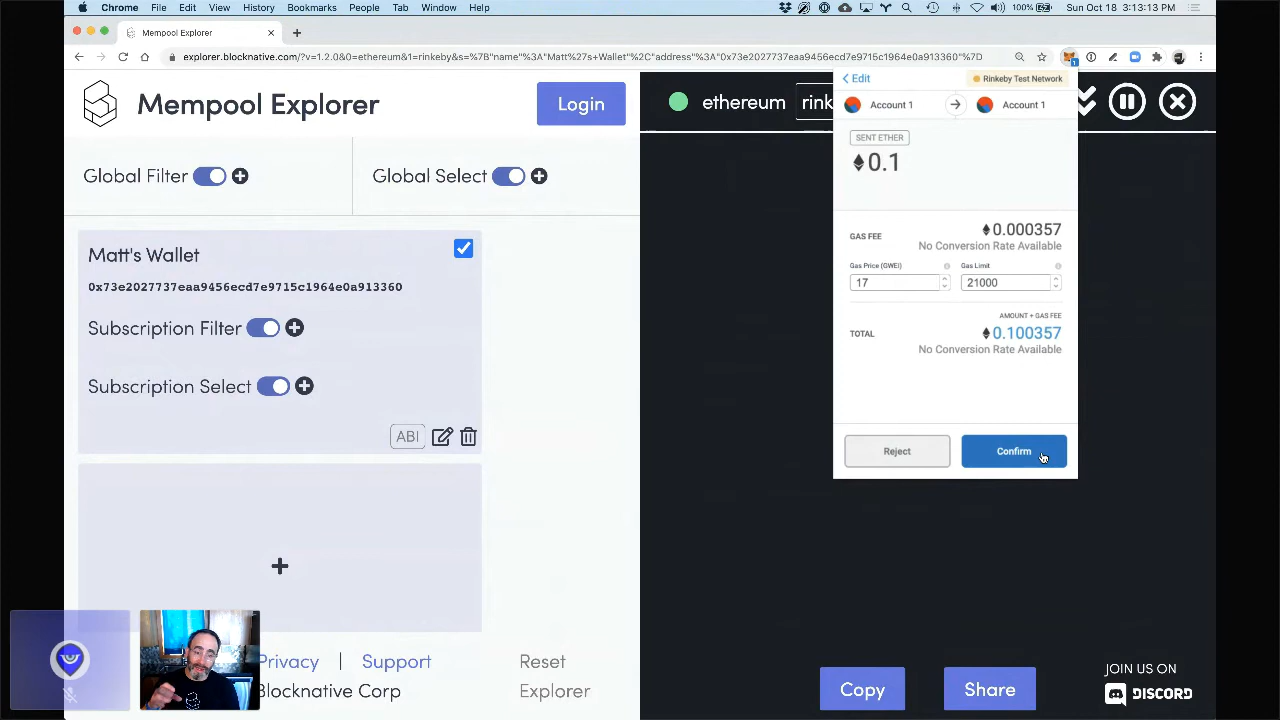 Chrome File Edit View History Bookmarks People Tab Window Help 100% Sun Oct 18 3:13:13 PM
Mempool Explorer
explorer.blocknative.com/?v=1.2.0&0=ethereum&1=rinkeby&s=%7B"name"%3A"Matt%27s+Wallet"%2C"address"%3A"0x73e2027737eaa9456ecd7e9715c1964e0a913360"%7D
Mempool Explorer
Login
Global Filter
Global Select
Matt's Wallet
Subscription Filter
Subscription Select
ABI
Privacy | Support
Blocknative Corp
Reset
Explorer
ethereum rink
Edit
Rinkeby Test Network
Account 1
Account 1
SENT ETHER
0.1
GAS FEE
0.000357
No Conversion Rate Available
Gas Price (GWEI)
Gas Limit
17
21000
AMOUNT + GAS FEE
TOTAL
0.100357
No Conversion Rate Available
Reject
Confirm
Copy
Share
JOIN US ON
DISCORD